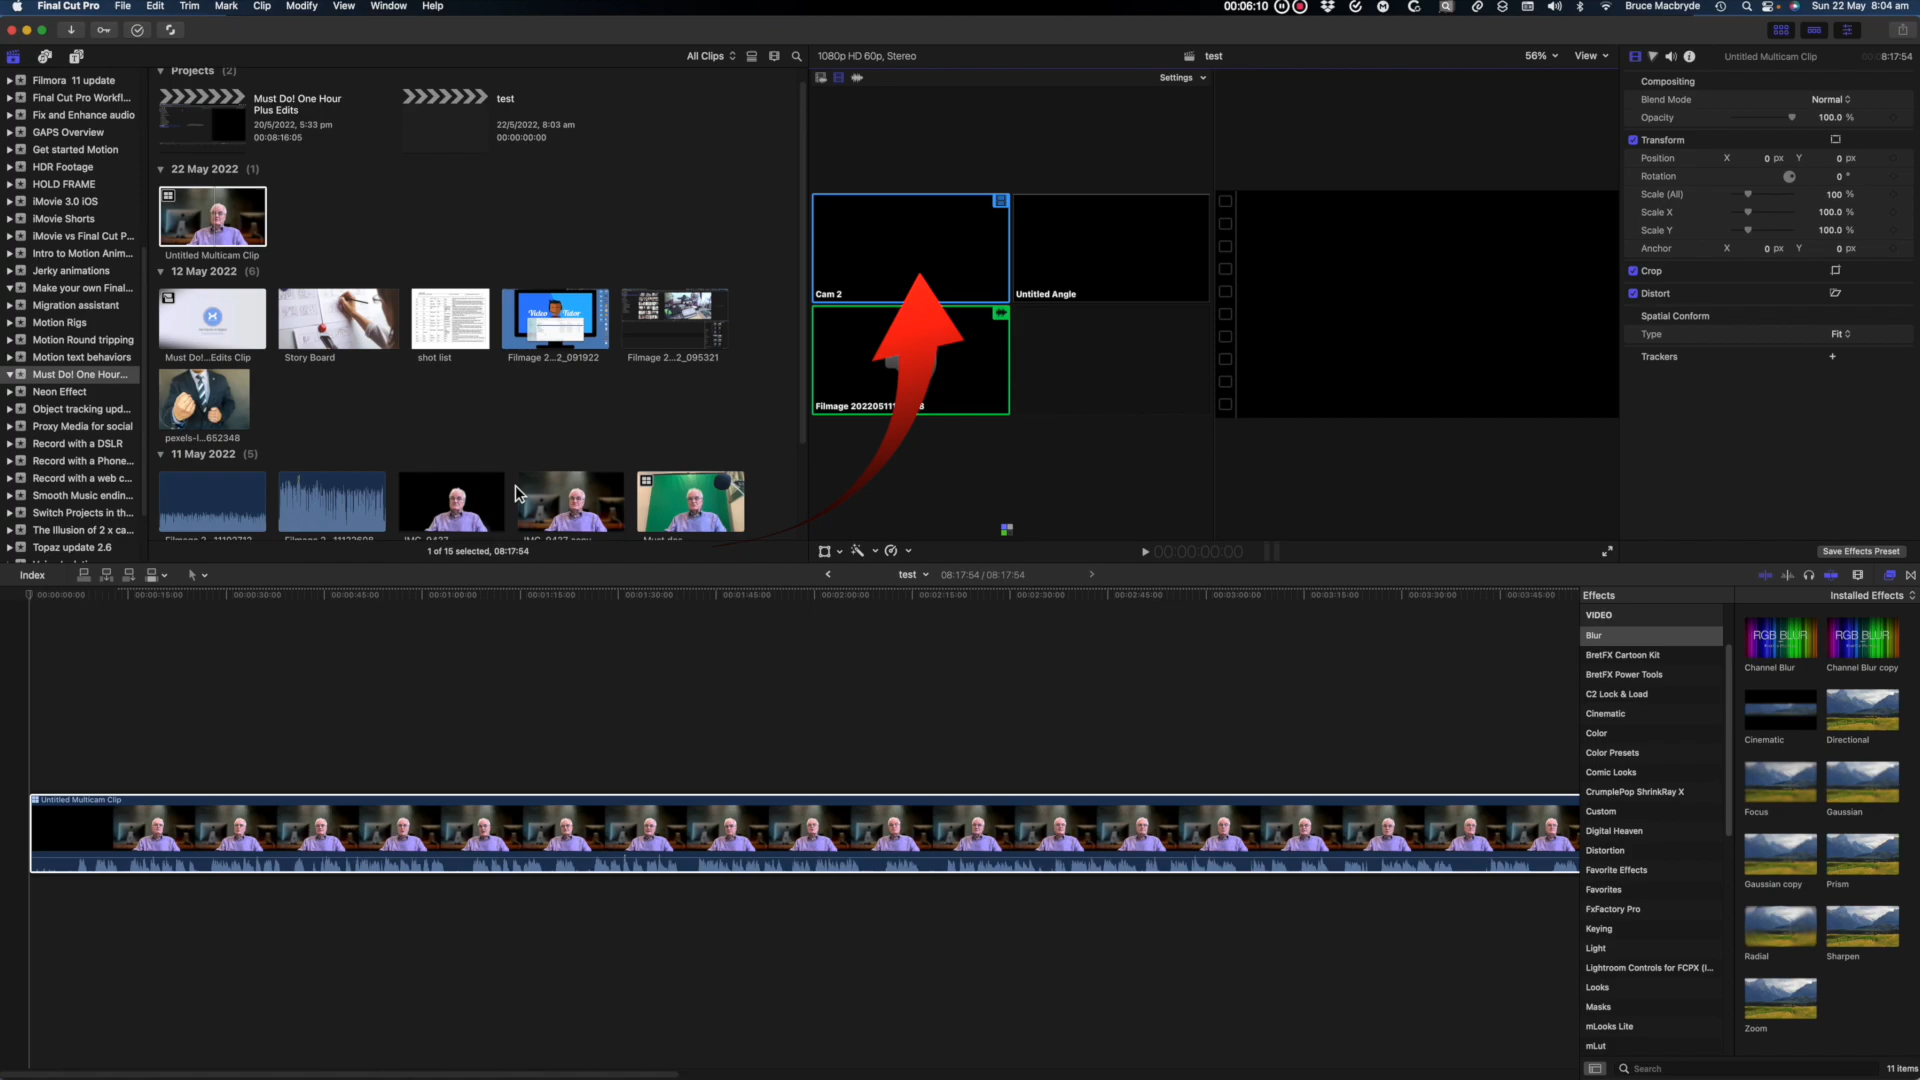 Final Cut Pro File Edit Trim Mark Clip Modify View Window Help
00:06:10
Bruce Macbryde
Sun 22 May 8:04 am
All Clips
1080p HD 60p, Stereo
test
56%
View
Untitled Multicam Clip
8:17:54
Settings
Filmora 11 update
Final Cut Pro Workfl...
Fix and Enhance audio
GAPS Overview
Get started Motion
HDR Footage
HOLD FRAME
iMovie 3.0 iOS
iMovie Shorts
iMovie vs Final Cut P...
Intro to Motion Anim...
Jerky animations
Make your own Final...
Migration assistant
Motion Rigs
Motion Round tripping
Motion text behaviors
Must Do! One Hour...
Neon Effect
Object tracking upd...
Proxy Media for social
Record with a DSLR
Record with a Phone...
Record with a web c...
Smooth Music endin...
Switch Projects in th...
The Illusion of 2 x ca...
Topaz update 2.6
Projects (2)
Must Do! One Hour
Plus Edits
20/5/2022, 5:33 pm
00:08:16:05
test
22/5/2022, 8:03 am
00:00:00:00
22 May 2022 (1)
Untitled Multicam Clip
12 May 2022 (6)
Video Tutor
Must Do!...Edits Clip
Story Board
shot list
Filmage 2...2_091922
Filmage 2...2_095321
pexels-l...652348
11 May 2022 (5)
1 of 15 selected, 08:17:54
Cam 2
Untitled Angle
Filmage 2022051
00:00:00:00
Compositing
Blend Mode Normal
Opacity 100.0 %
Transform
Position X 0 px Y 0 px
Rotation 0 °
Scale (All) 100 %
Scale X 100.0 %
Scale Y 100.0 %
Anchor X 0 px Y 0 px
Crop
Distort
Spatial Conform
Type Fit
Trackers +
Save Effects Preset
Index
test
08:17:54 / 08:17:54
00:00:00:00 00:00:15:00 00:00:30:00 00:00:45:00 00:01:00:00 00:01:15:00 00:01:30:00 00:01:45:00 00:02:00:00 00:02:15:00 00:02:30:00 00:02:45:00 00:03:00:00 00:03:15:00 00:03:30:00 00:03:45:00
Untitled Multicam Clip
Effects
Installed Effects
VIDEO
Blur
BretFX Cartoon Kit
BretFX Power Tools
C2 Lock & Load
Cinematic
Color
Color Presets
Comic Looks
CrumplePop ShrinkRay X
Custom
Digital Heaven
Distortion
Favorite Effects
Favorites
FxFactory Pro
Keying
Light
Lightroom Controls for FCPX (l...
Looks
Masks
mLooks Lite
mLut
RGB BLUR
RGB BLUR
Channel Blur
Channel Blur copy
Cinematic
Directional
Focus
Gaussian
Gaussian copy
Prism
Radial
Sharpen
Zoom
Search
11 items